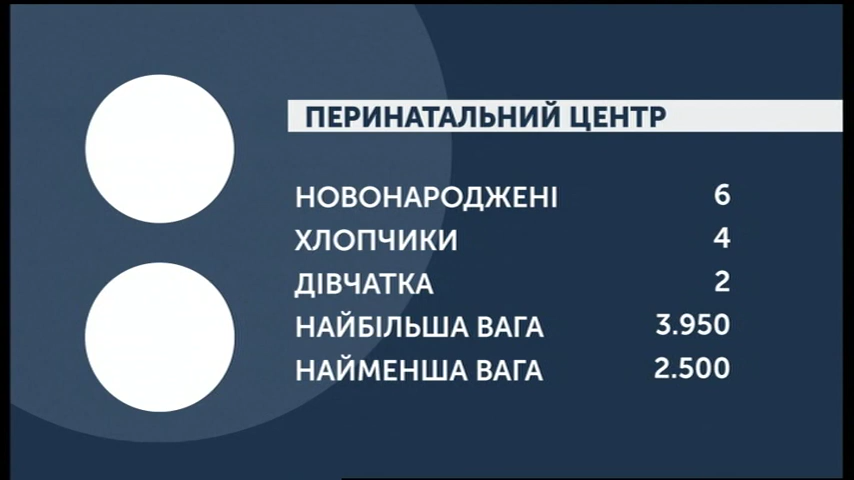 ПЕРИНАТАЛЬНИЙ ЦЕНТР
НОВОНАРОДЖЕНІ 6
ХЛОПЧИКИ 4
ДІВЧАТКА 2
НАЙБІЛЬША ВАГА 3.950
НАЙМЕНША ВАГА 2.500